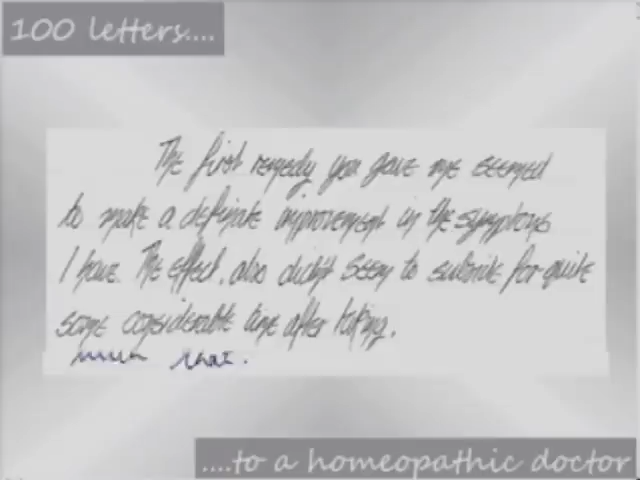 100 letters....
The first remedy you gave me seemed
to make a definate improvement in the symptoms
I have. The effect, also didn't seem to subside for quite
some considerable time after taking.
....to a homeopathic doctor